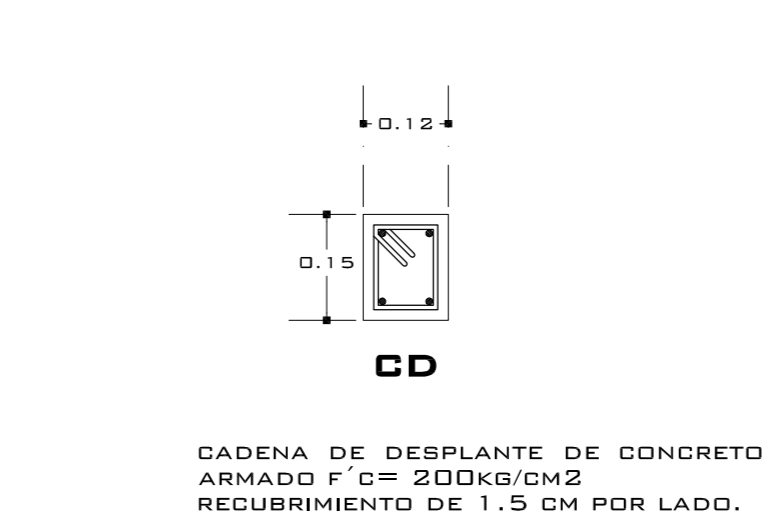 0.12
0.15
CD
CADENA DE DESPLANTE DE CONCRETO
ARMADO F´C= 200KG/CM2
RECUBRIMIENTO DE 1.5 CM POR LADO.